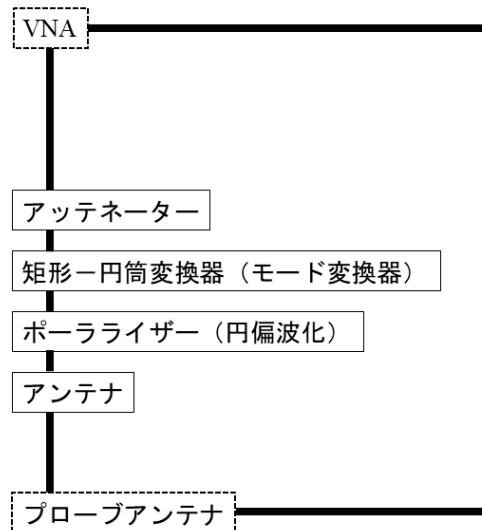 VNA
アッテネーター
矩形－円筒変換器（モード変換器）
ポーラライザー（円偏波化）
アンテナ
プローブアンテナ